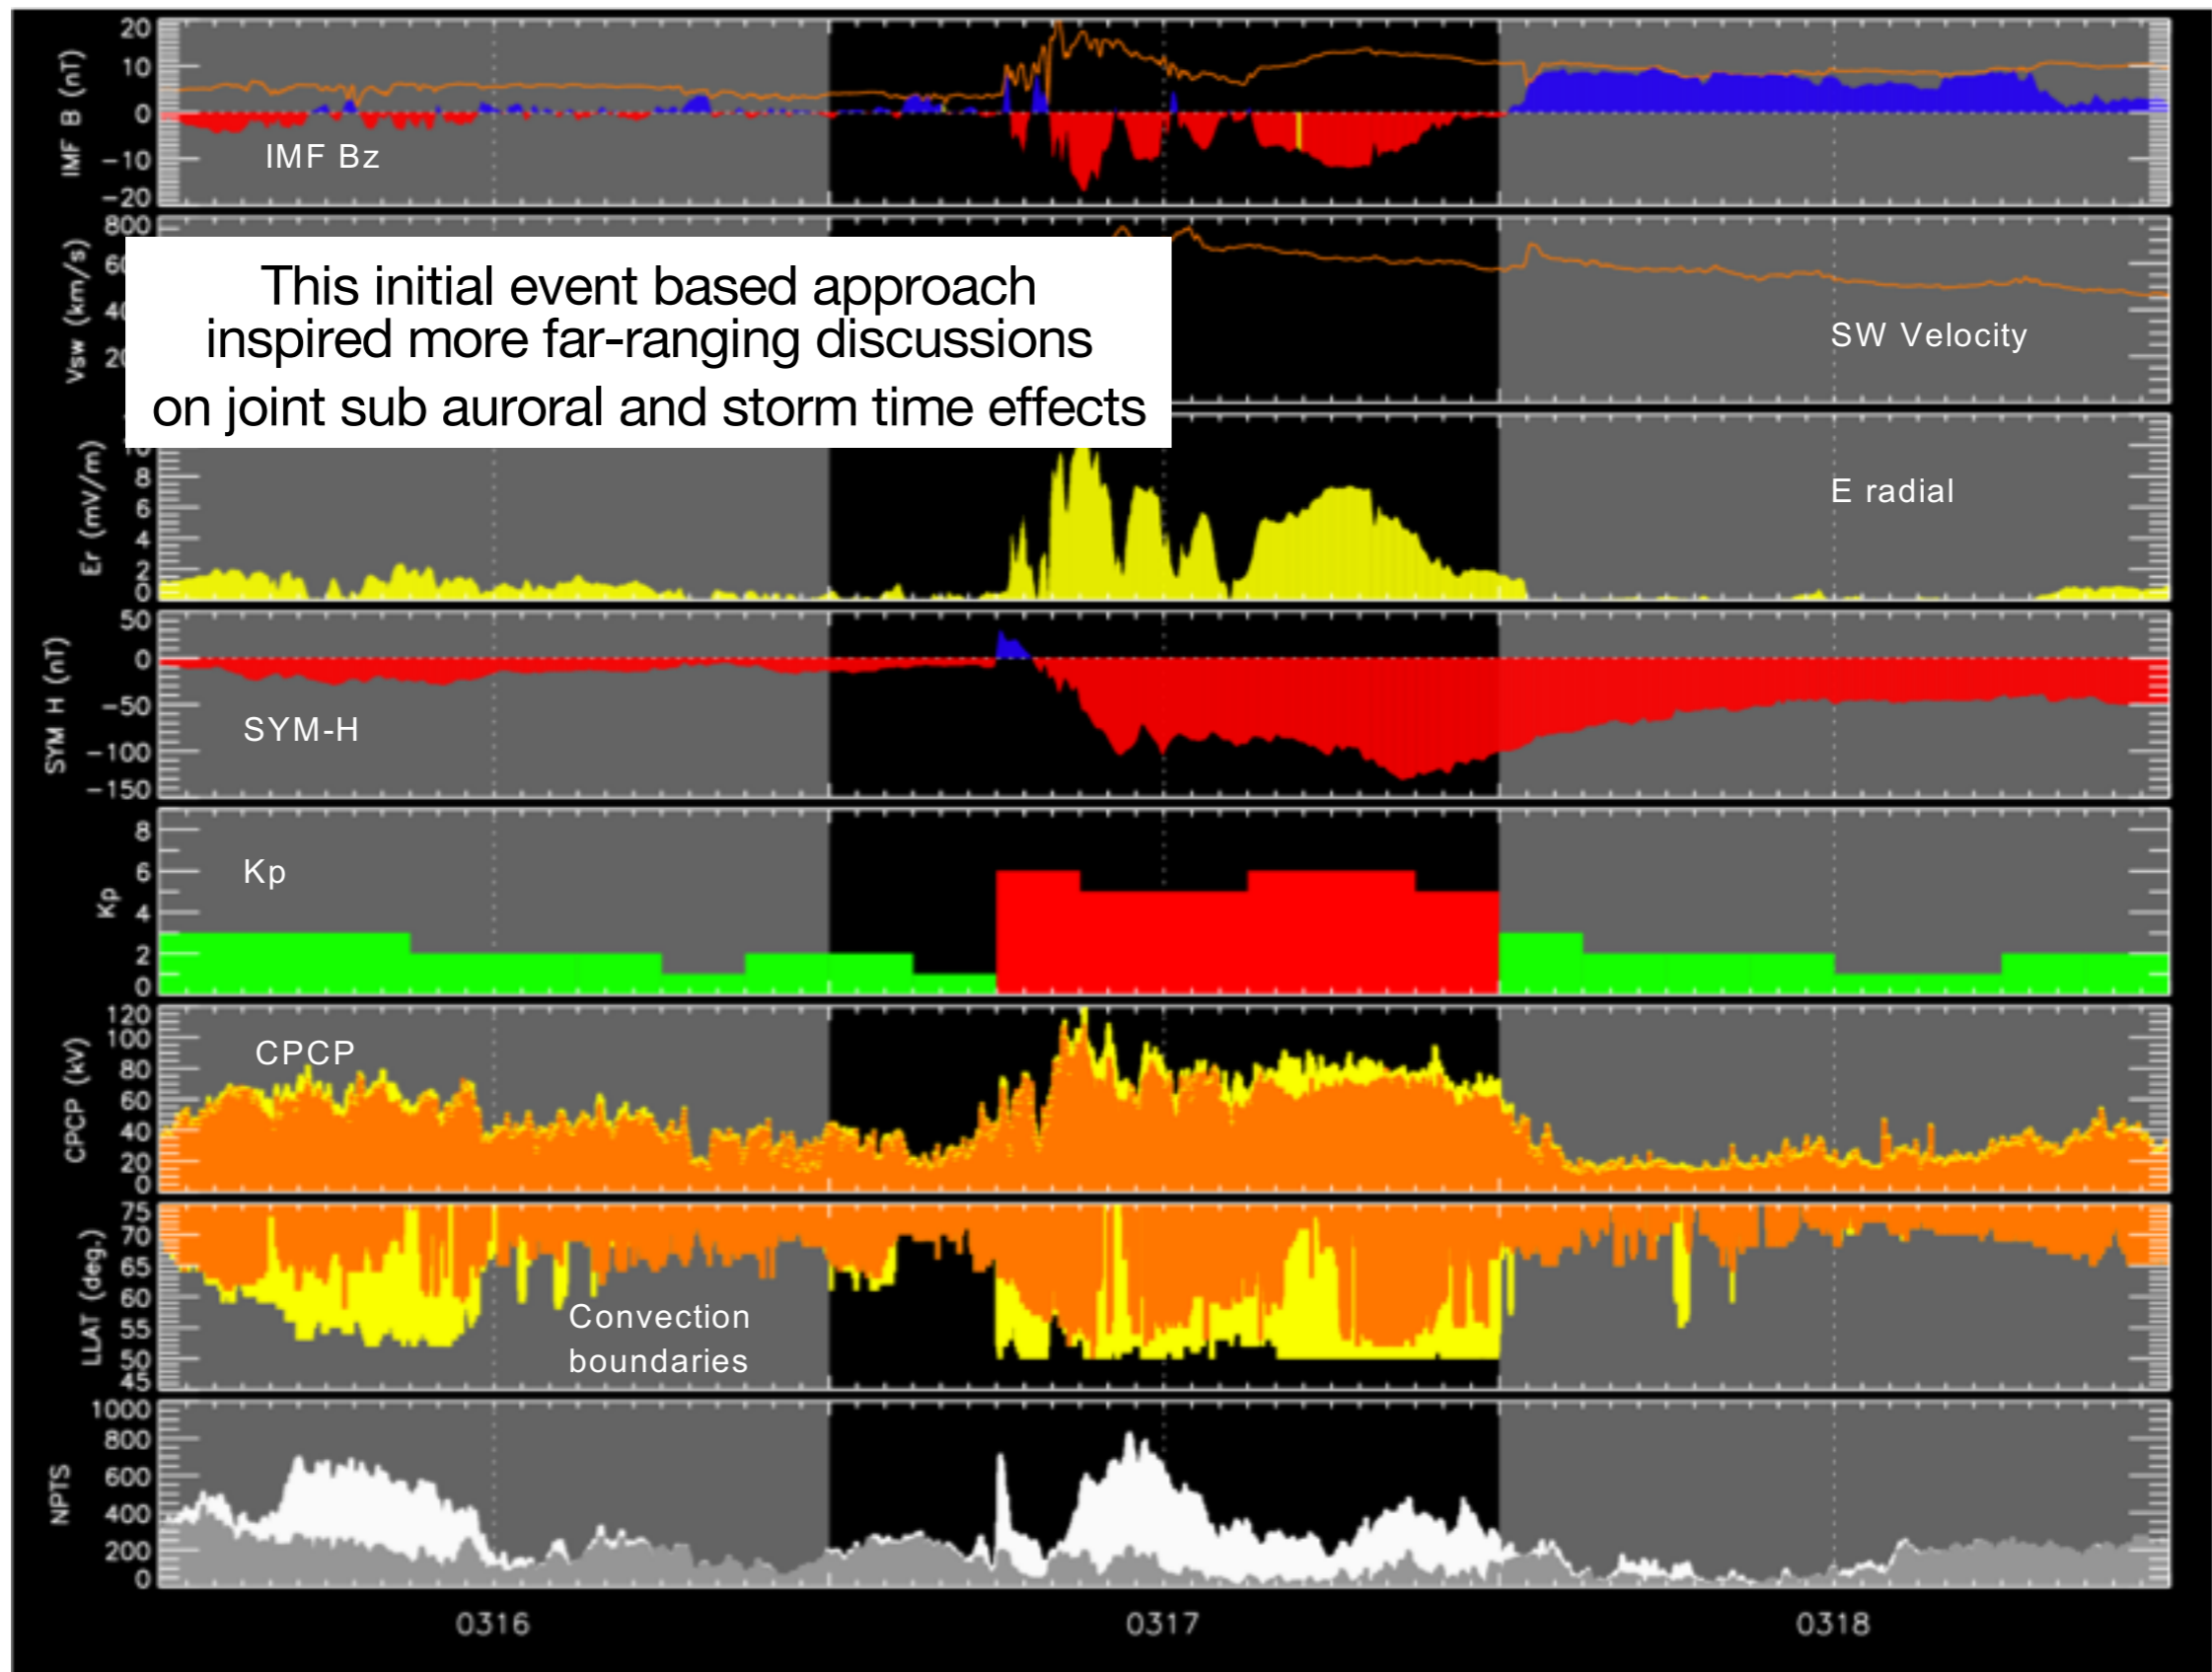 20
10
0
−10
−20
IMF B (nT)
IMF Bz
800
Vsw (km/s)
SW Velocity
This initial event based approach
inspired more far-ranging discussions
on joint sub auroral and storm time effects
8
6
4
2
0
Er (mV/m)
E radial
50
0
−50
−100
−150
SYM H (nT)
SYM-H
8
6
4
2
0
Kp
Kp
120
100
80
60
40
20
0
CPCP (kV)
CPCP
75
70
65
60
55
50
45
LLAT (deg.)
Convection
boundaries
1000
800
600
400
200
0
NPTS
0316 0317 0318